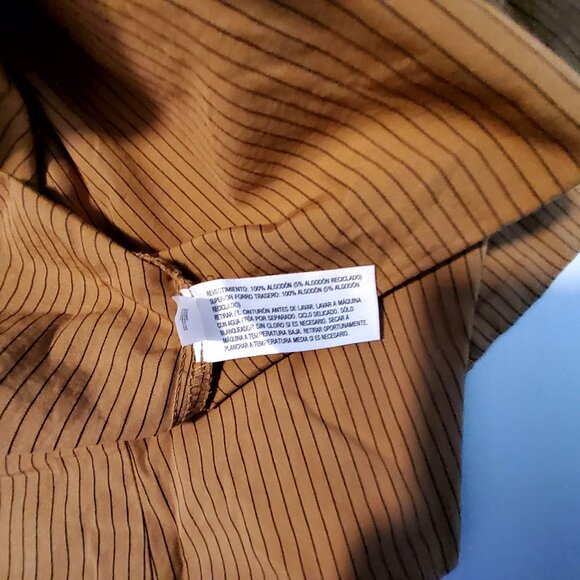 REVESTIMIENTO: 100% ALGODÓN (5% ALGODÓN RECICLADO)
SUPERIOR FORRO TRASERO: 100% ALGODÓN (5% ALGODÓN
RECICLADO)
RETIRAR EL CINTURÓN ANTES DE LAVAR. LAVAR A MÁQUINA
CON AGUA FRÍA POR SEPARADO. CICLO DELICADO. SÓLO
BLANQUEADOR SIN CLORO SI ES NECESARIO. SECAR A
MÁQUINA A TEMPERATURA BAJA. RETIRAR OPORTUNAMENTE.
PLANCHAR A TEMPERATURA MEDIA SI ES NECESARIO.